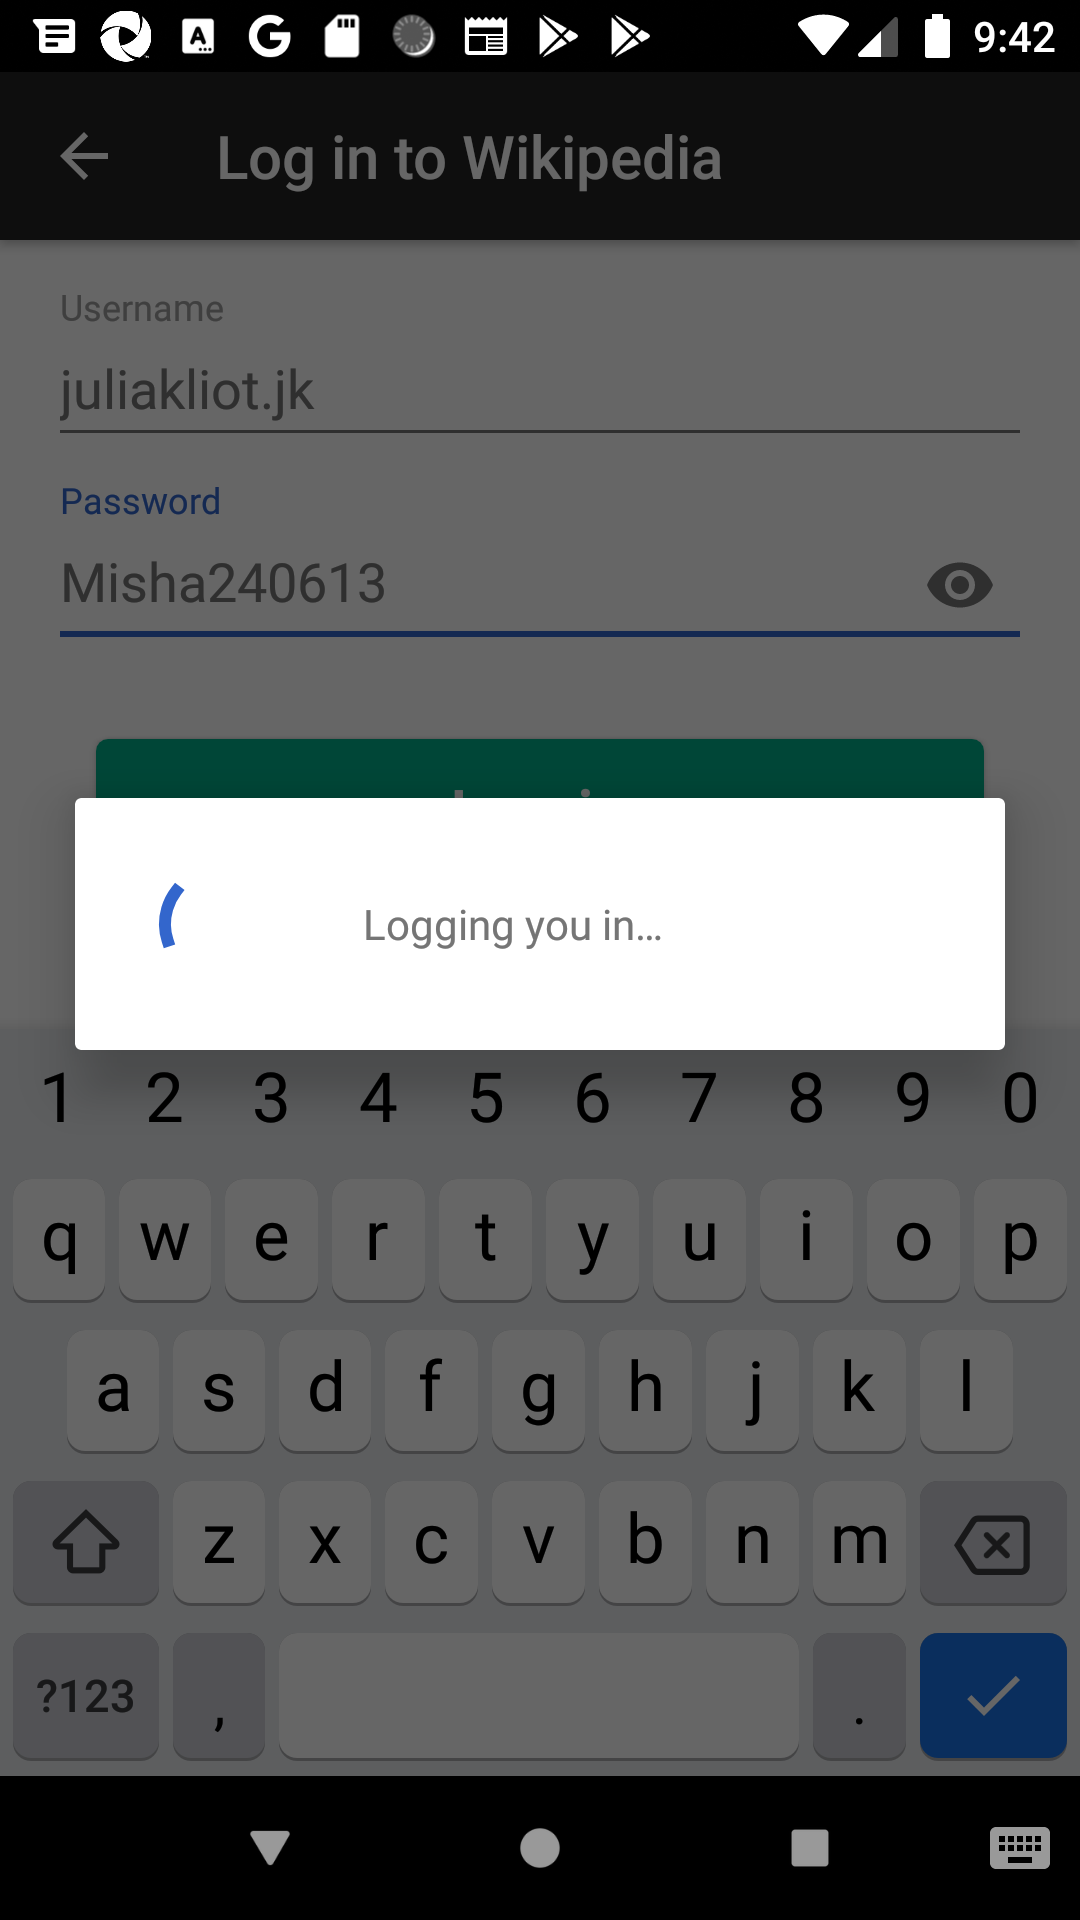 9:42
Log in to Wikipedia
Username
juliakliot.jk
Password
Misha240613
Logging you in...
1 2 3 4 5 6 7 8 9 0
q w e r t y u i o p
a s d f g h j k l
z x c v b n m
?123 , .